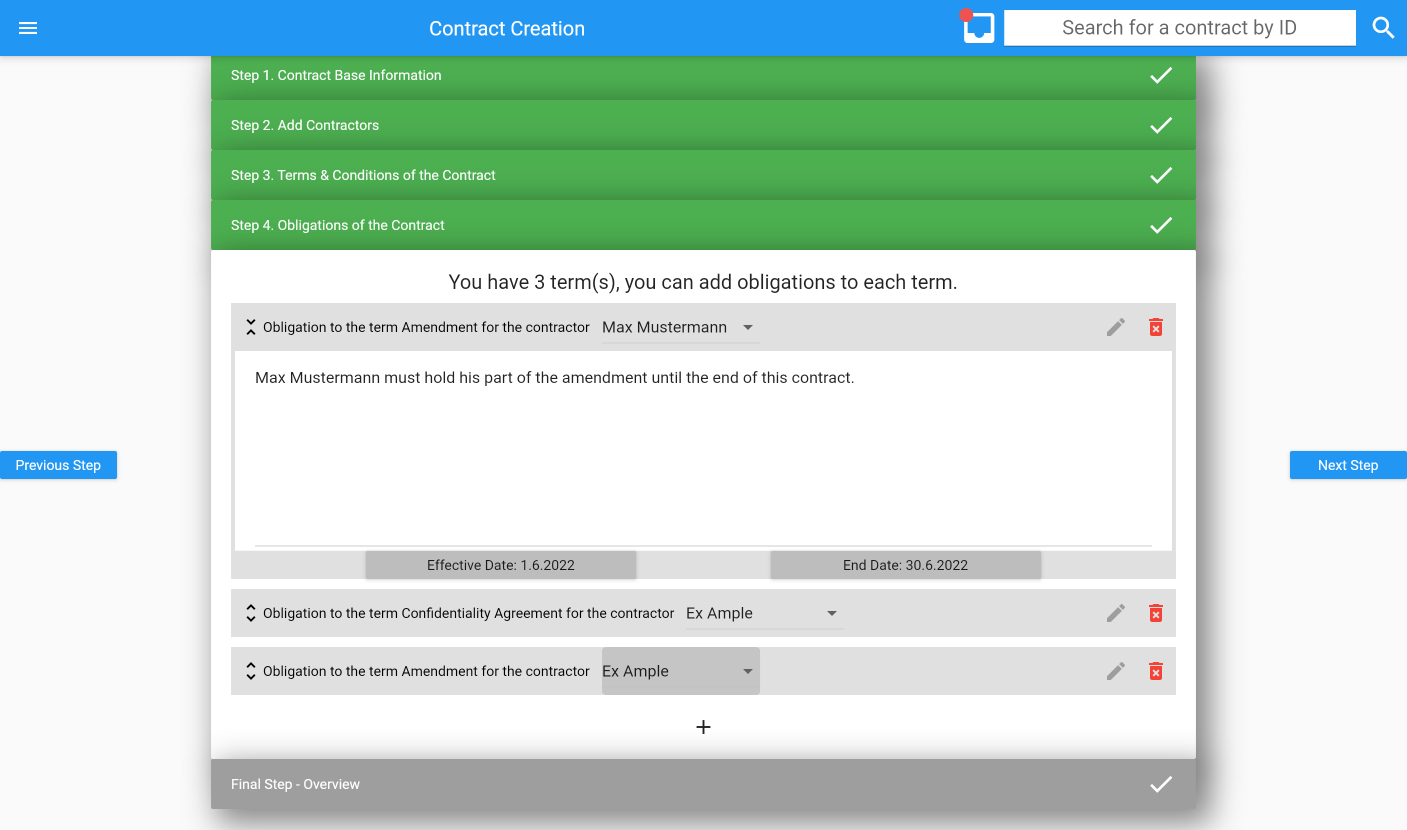 Contract Creation
Search for a contract by ID
Step 1. Contract Base Information
Step 2. Add Contractors
Step 3. Terms & Conditions of the Contract
Step 4. Obligations of the Contract
You have 3 term(s), you can add obligations to each term.
Obligation to the term Amendment for the contractor Max Mustermann
Max Mustermann must hold his part of the amendment until the end of this contract.
Previous Step
Next Step
Effective Date: 1.6.2022 End Date: 30.6.2022
Obligation to the term Confidentiality Agreement for the contractor Ex Ample
Obligation to the term Amendment for the contractor Ex Ample
Final Step - Overview